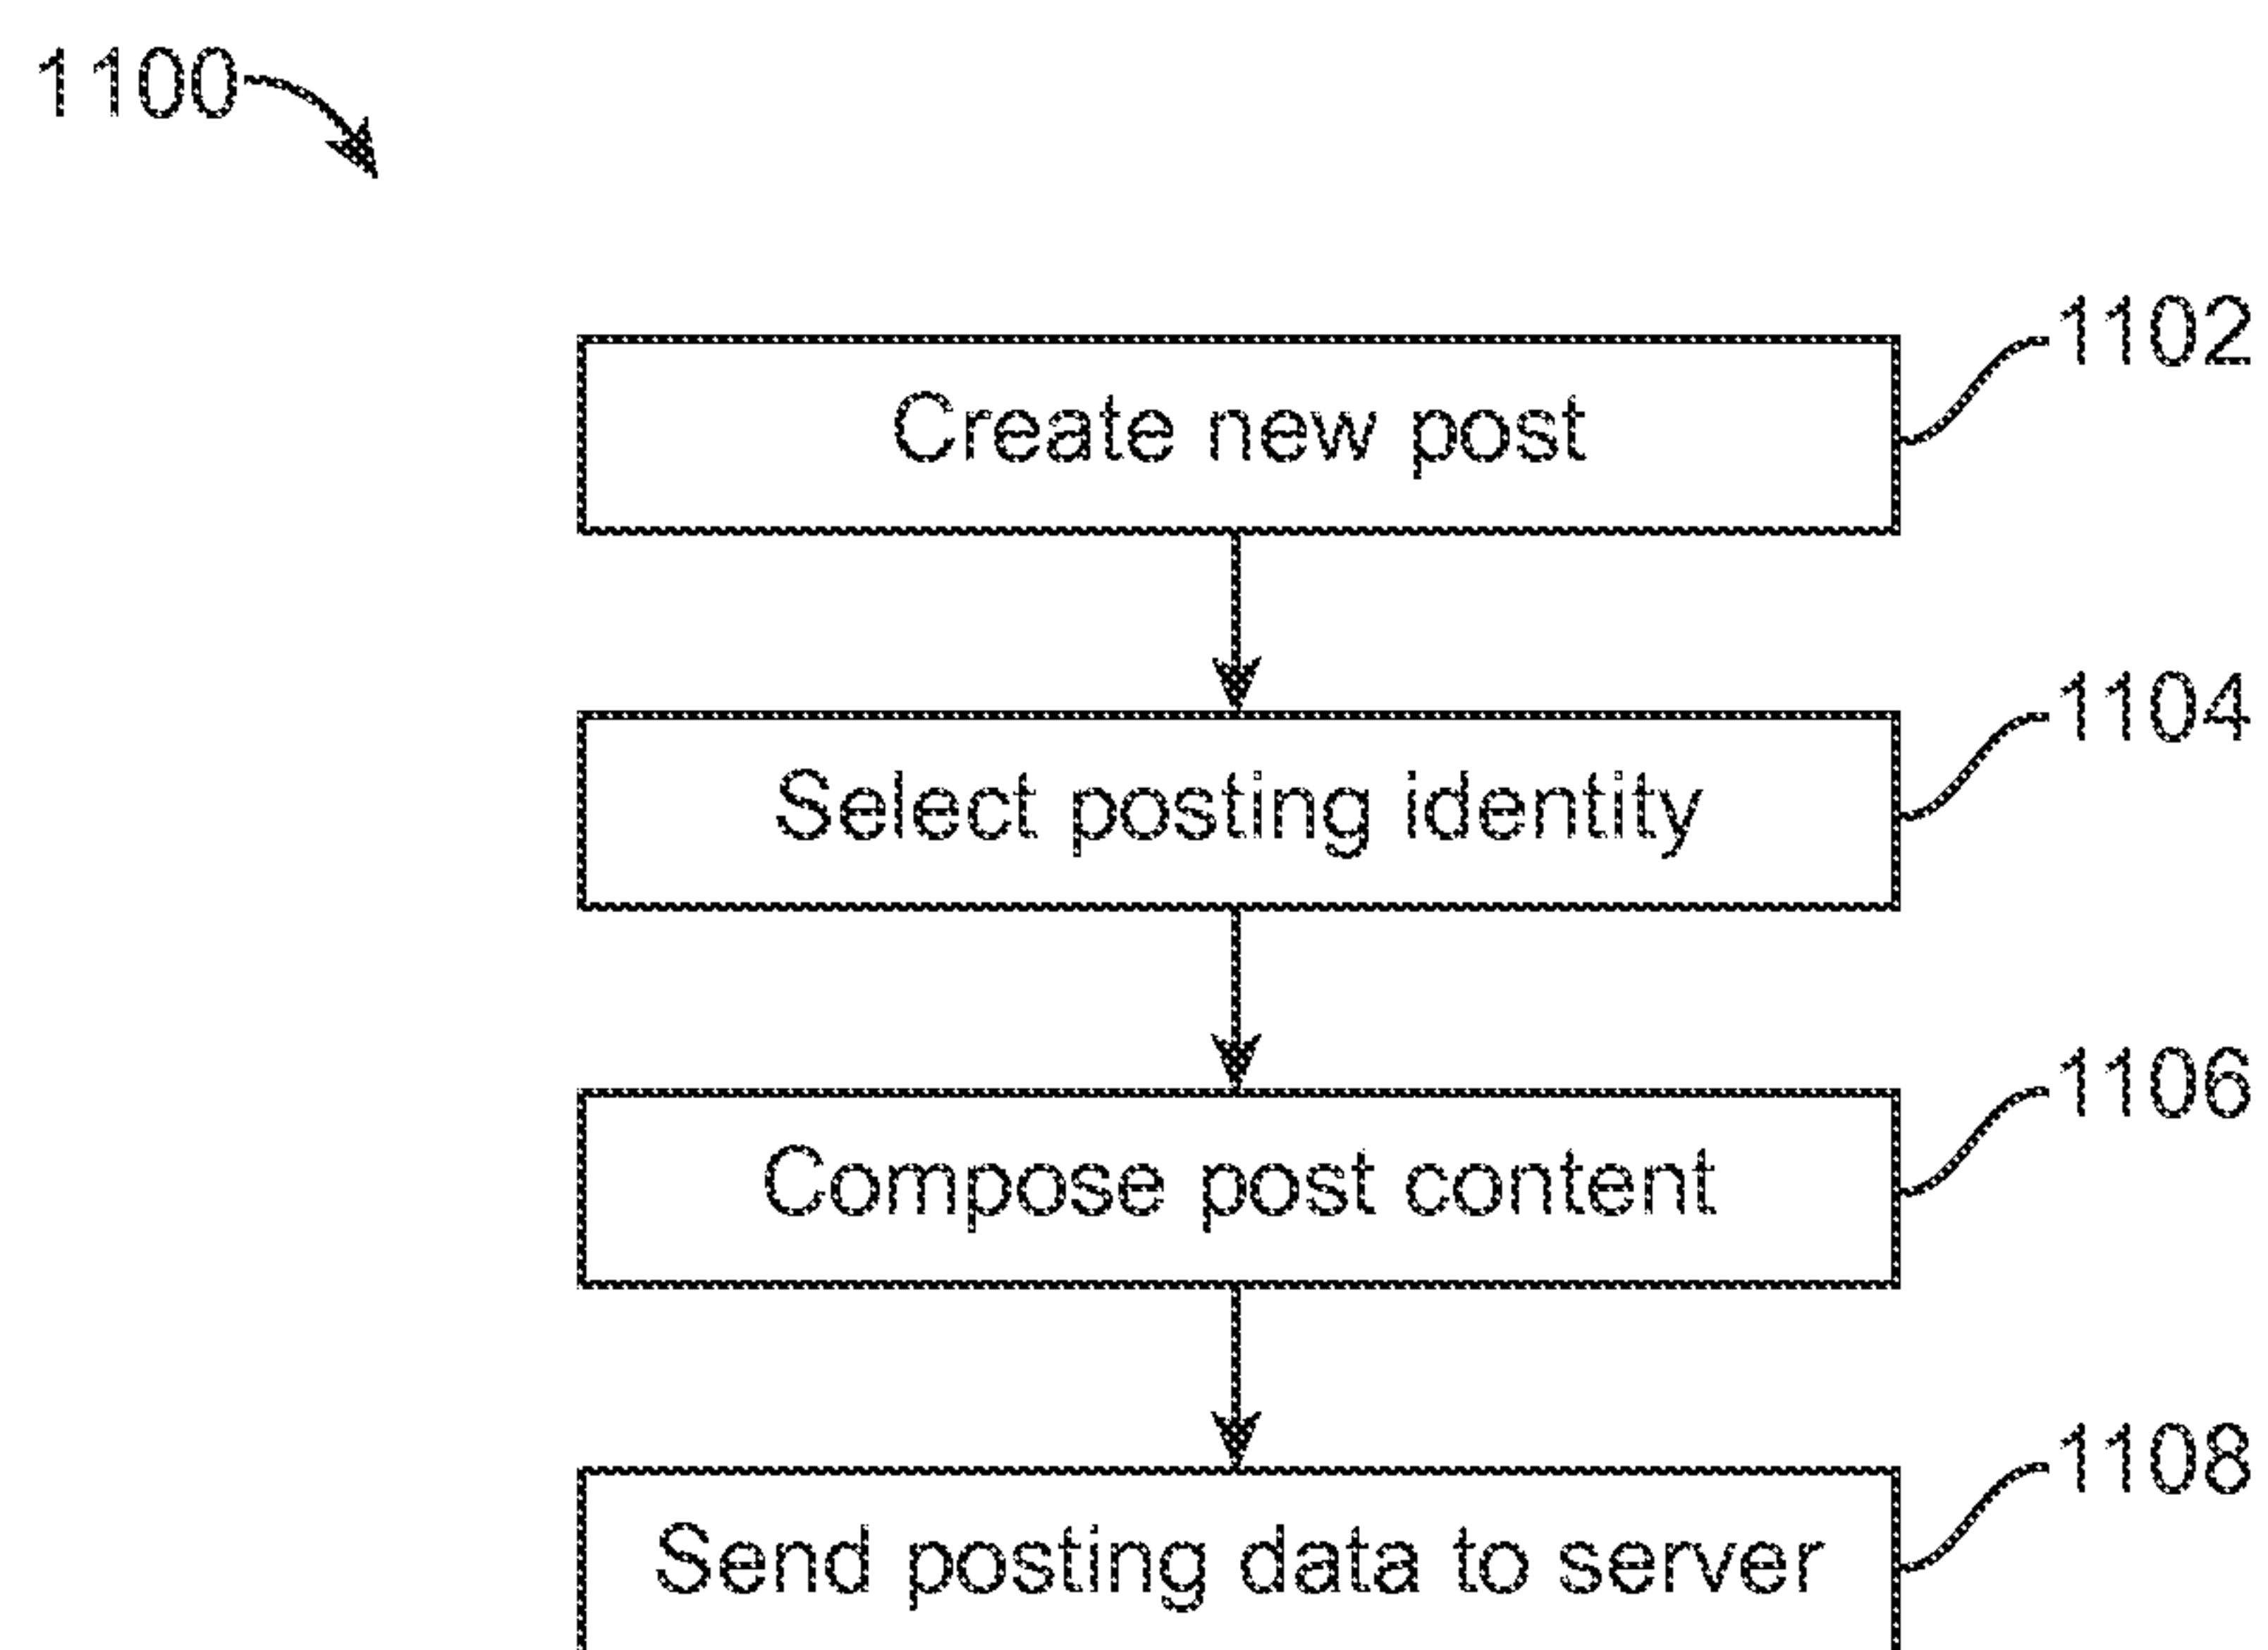 1100
Create new post
1102
Select posting identity
1104
Compose post content
1106
Send posting data to server
1108